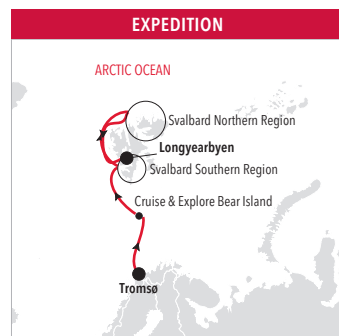 EXPEDITION
ARCTIC OCEAN
Svalbard Northern Region
Longyearbyen
Svalbard Southern Region
Cruise & Explore Bear Island
Tromsø